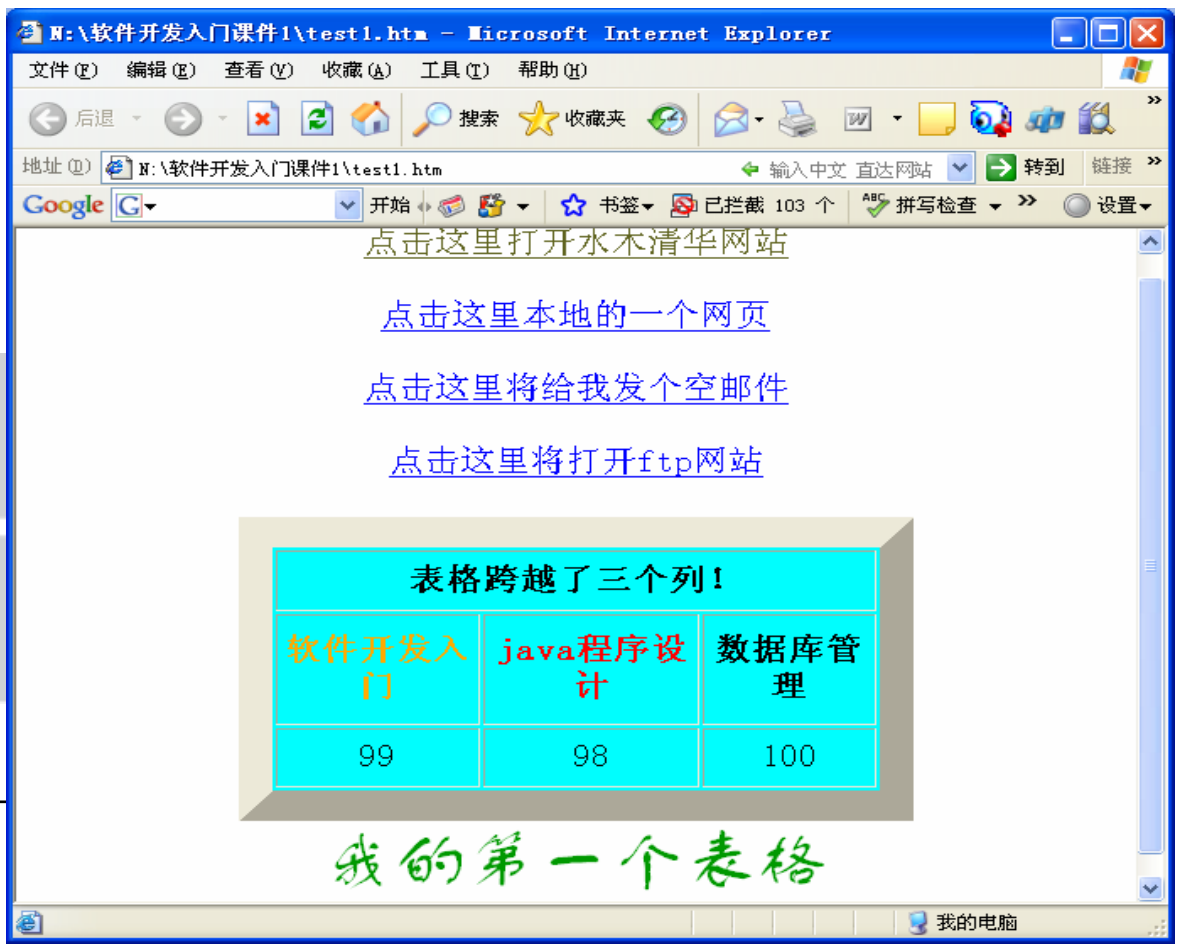 N:\软件开发入门课件1\test1.htm - Microsoft Internet Explorer
文件(F) 编辑(E) 查看(V) 收藏(A) 工具(T) 帮助(H)
后退 搜索 收藏夹 W »
地址(D) N:\软件开发入门课件1\test1.htm 输入中文 直达网站 转到 链接 »
Google G 开始 书签 已拦截 103 个 ABC 拼写检查 » 设置
点击这里打开水木清华网站
点击这里本地的一个网页
点击这里将给我发个空邮件
点击这里将打开ftp网站
表格跨越了三个列!
软件开发入
门
java程序设
计
数据库管
理
99 98 100
我的第一个表格
我的电脑